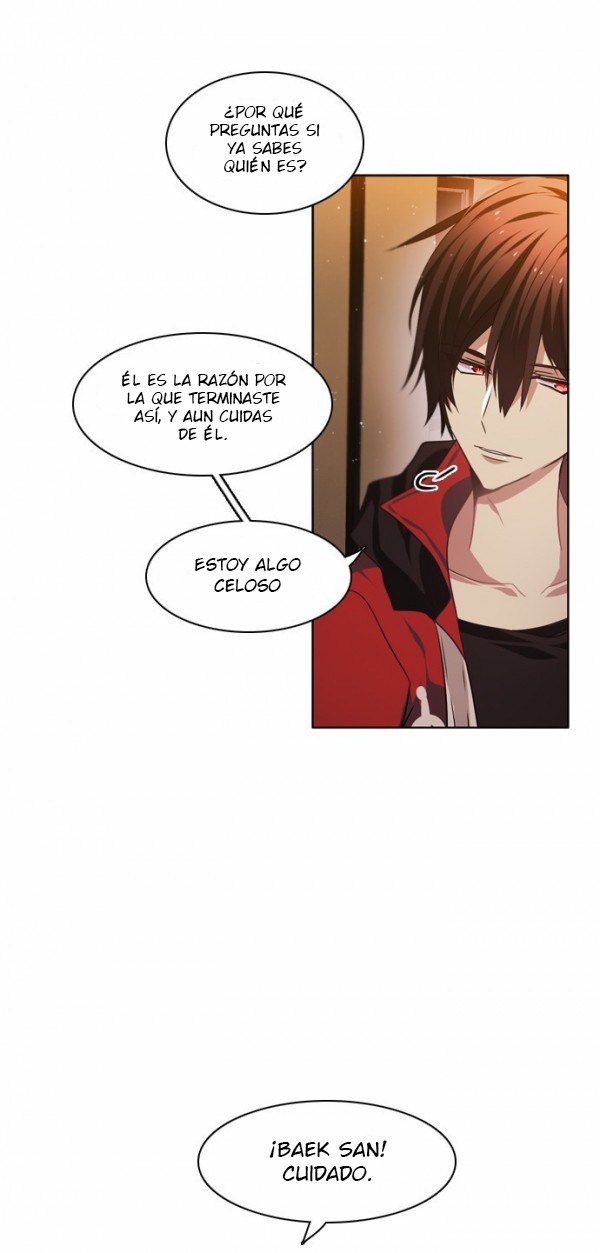 ¿POR QUÉ
PREGUNTAS SI
YA SABES
QUIÉN ES?
ÉL ES LA RAZÓN POR
LA QUE TERMINASTE
ASÍ, Y AUN CUIDAS
DE ÉL.
ESTOY ALGO
CELOSO
¡BAEK SAN!
CUIDADO.